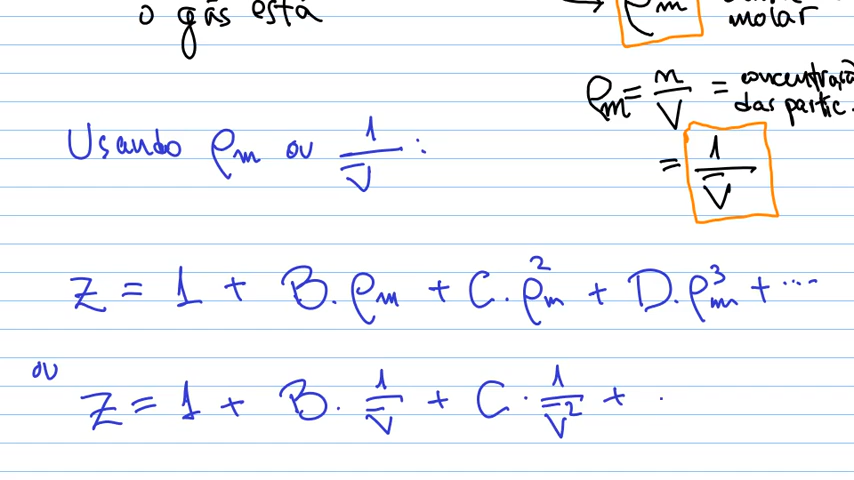 o gás está
→ ρm
molar
ρm = n/V = concentração das partíc.
= 1/V̅
Usando ρm ou 1/V̅ :
Z = 1 + B.ρm + C.ρm² + D.ρm³ + ...
ou
Z = 1 + B . 1/V̅ + C . 1/V̅² + .